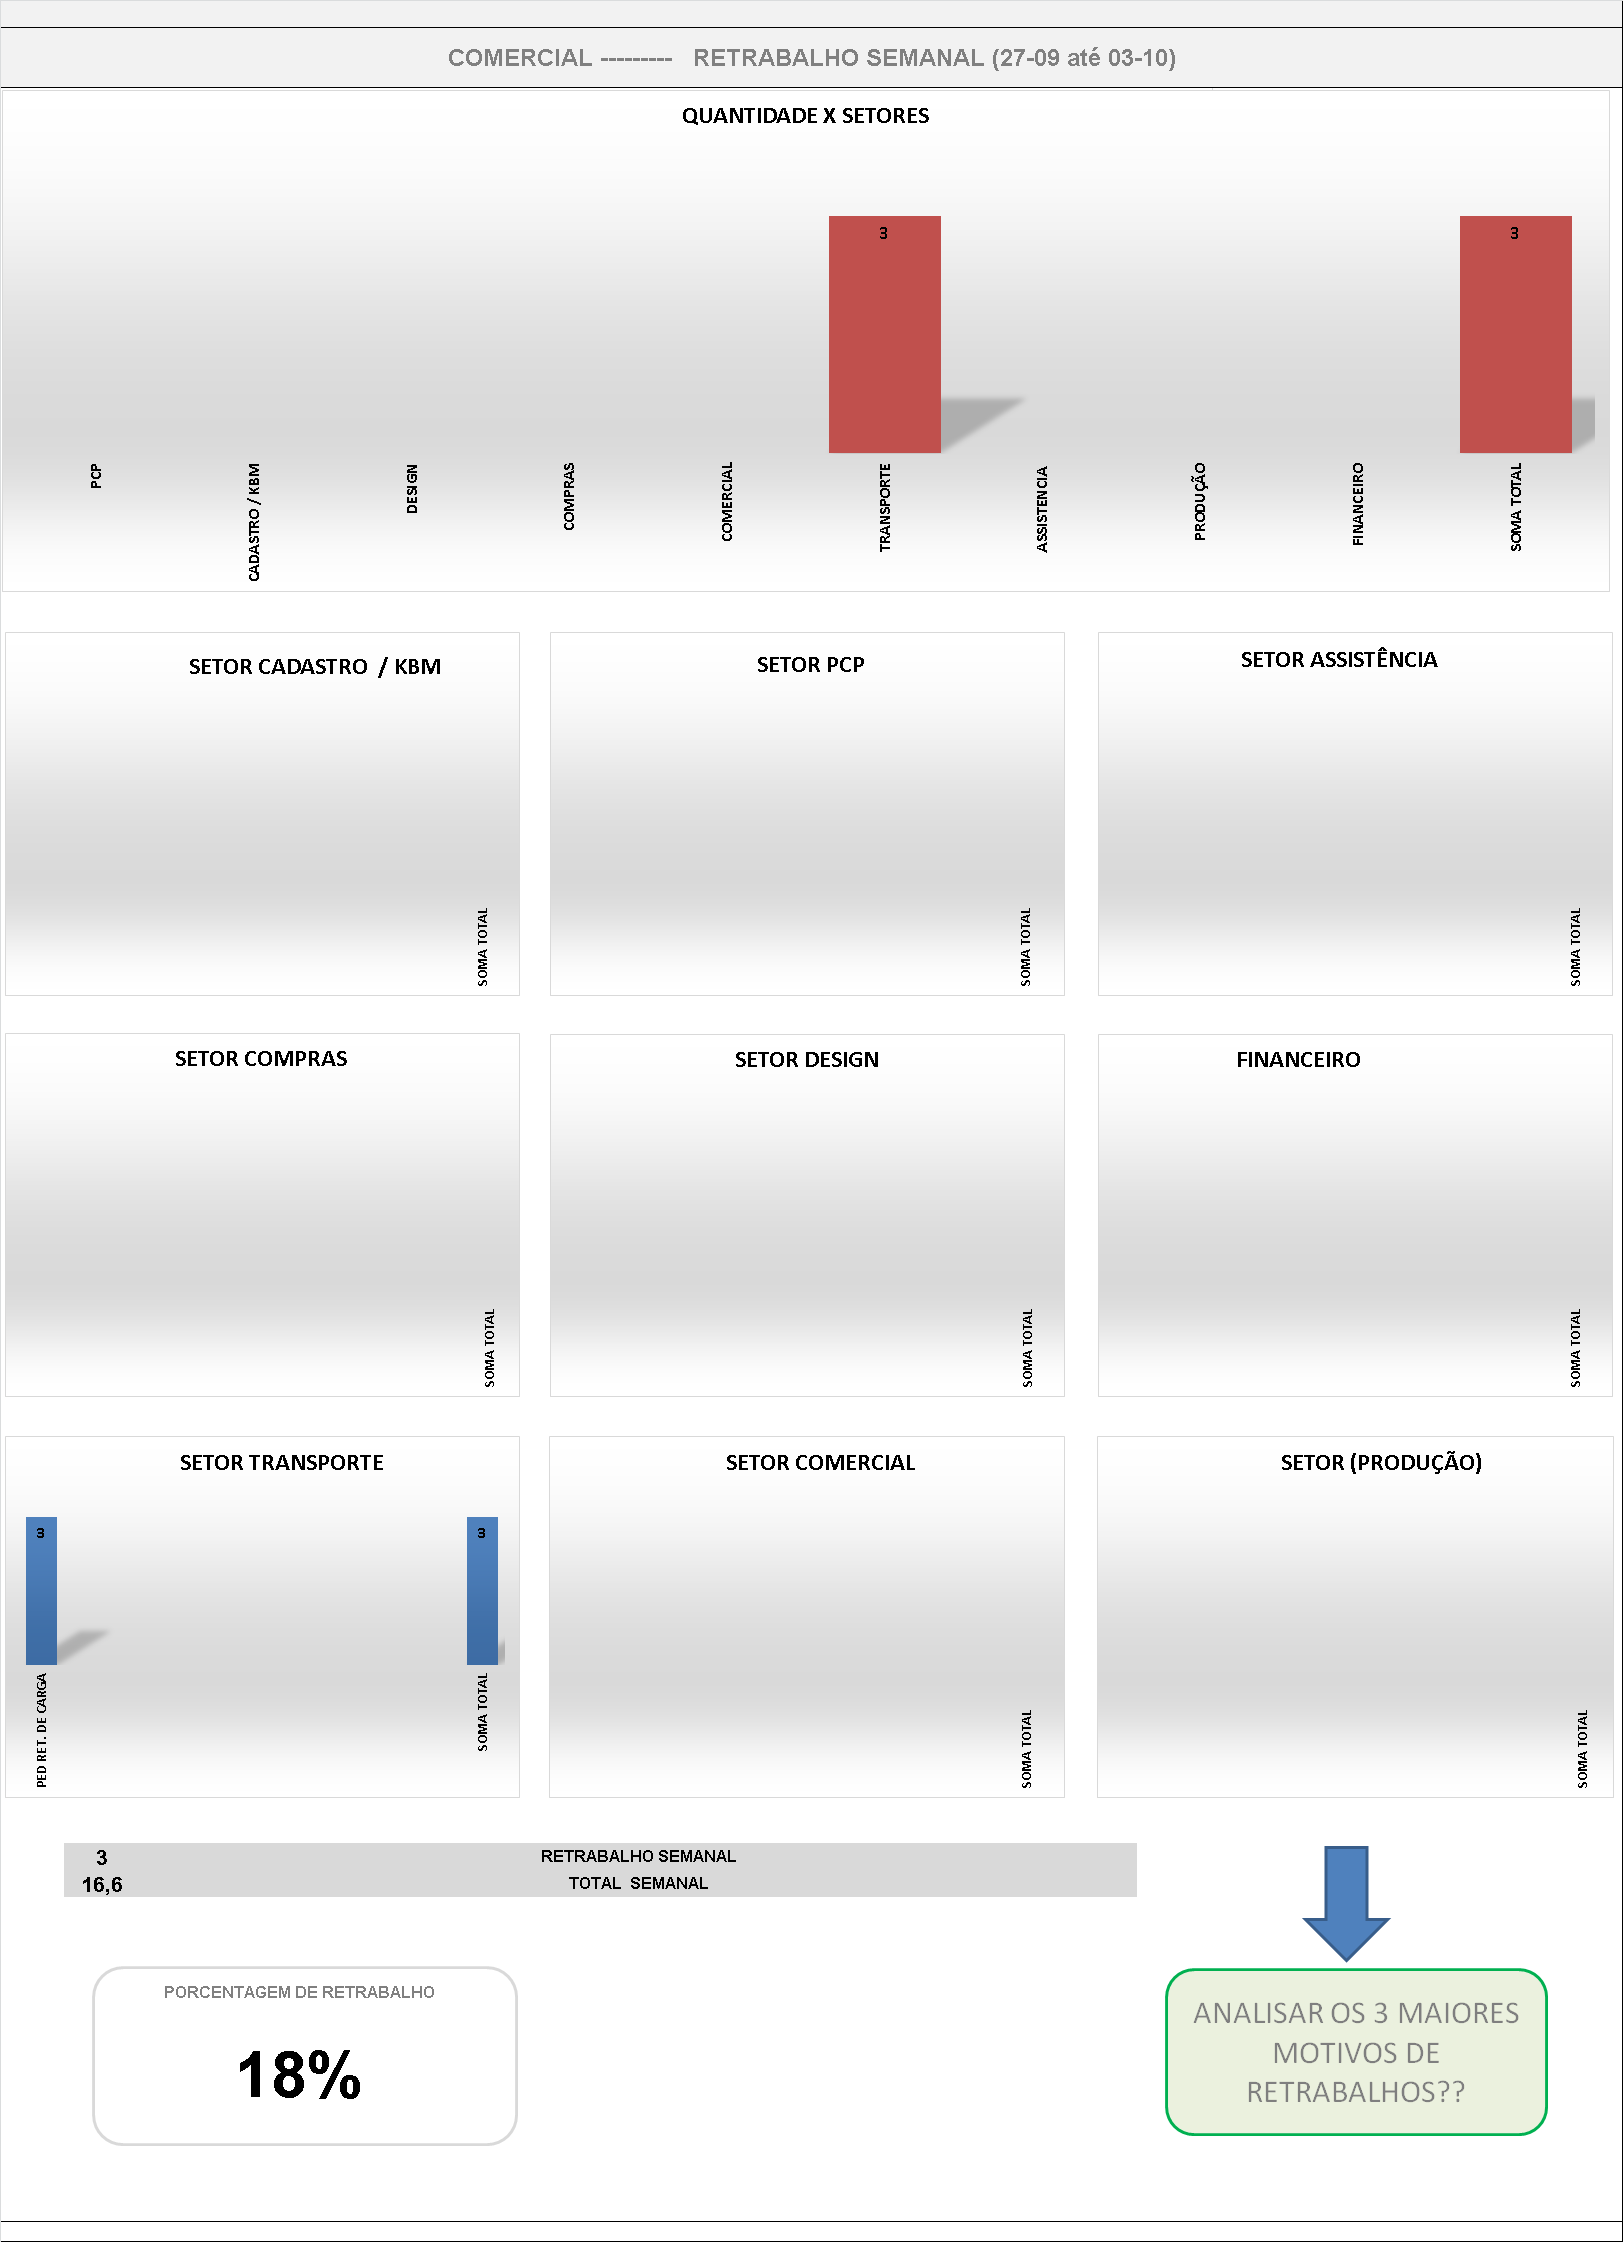 COMERCIAL --------- RETRABALHO SEMANAL (27-09 até 03-10)
QUANTIDADE X SETORES
3
3
PCP
CADASTRO / KBM
DESIGN
COMPRAS
COMERCIAL
TRANSPORTE
ASSISTENCIA
PRODUÇÃO
FINANCEIRO
SOMA TOTAL
SETOR CADASTRO / KBM
SOMA TOTAL
SETOR PCP
SOMA TOTAL
SETOR ASSISTÊNCIA
SOMA TOTAL
SETOR COMPRAS
SOMA TOTAL
SETOR DESIGN
SOMA TOTAL
FINANCEIRO
SOMA TOTAL
SETOR TRANSPORTE
3
3
PED RET. DE CARGA
SOMA TOTAL
SETOR COMERCIAL
SOMA TOTAL
SETOR (PRODUÇÃO)
SOMA TOTAL
3 RETRABALHO SEMANAL
16,6 TOTAL SEMANAL
PORCENTAGEM DE RETRABALHO
18%
ANALISAR OS 3 MAIORES
MOTIVOS DE
RETRABALHOS??